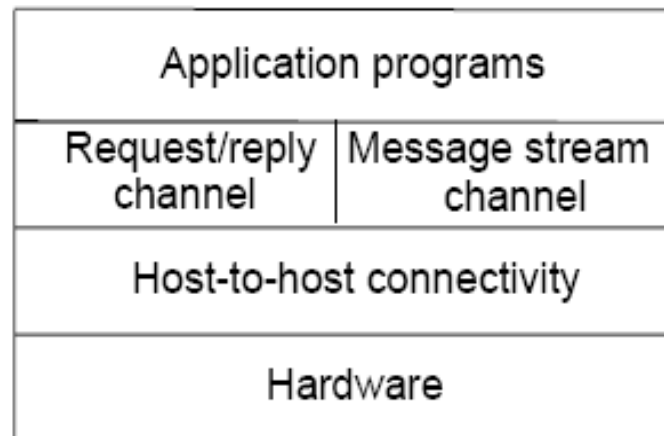 Application programs
Request/reply
channel
Message stream
channel
Host-to-host connectivity
Hardware